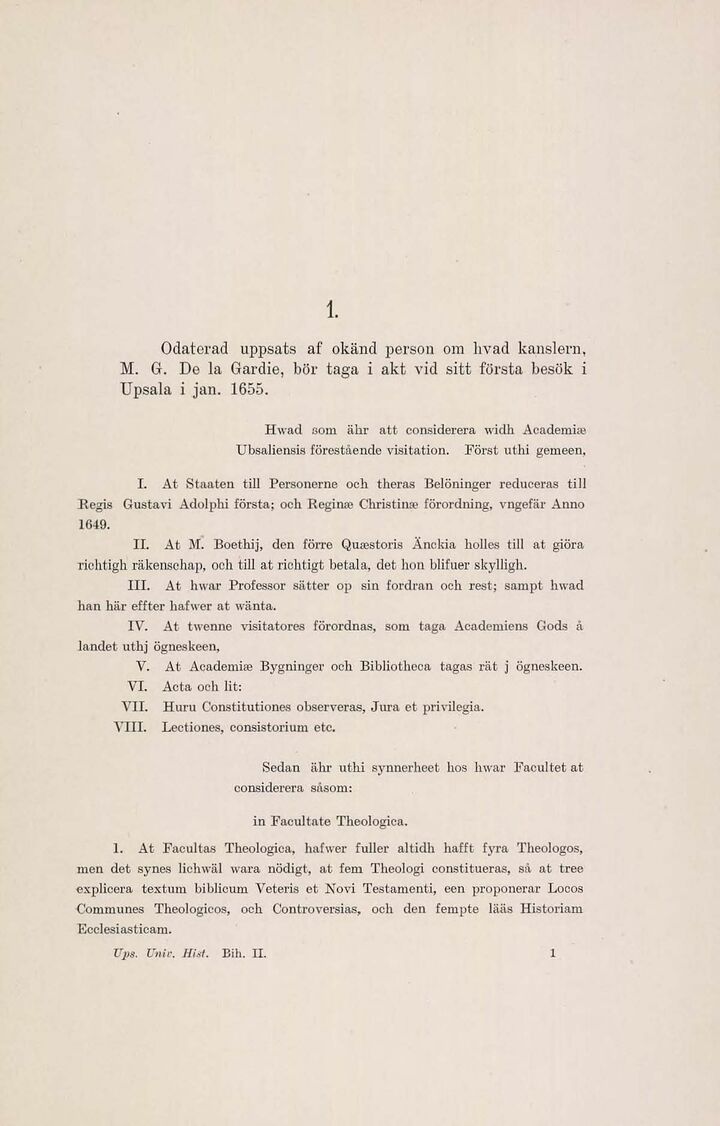 1.
Odaterad uppsats af okänd person om hvad kanslern,
M. G. De la Gardie, bör taga i akt vid sitt första besök i
Upsala i jan. 1655.
Hwad som ähr att considerera widh Academiæ
Ubsaliensis förestående visitation. Först uthi gemeen,
I. At Staaten till Personerne och theras Belöninger reduceras till
Regis Gustavi Adolphi första; och Reginæ Christinæ förordning, vngefär Anno
1649.
II. At M. Boethij, den förre Quæstoris Änckia holles till at giöra
richtigh räkenschap, och till at richtigt betala, det hon blifuer skylligh.
III. At hwar Professor sätter op sin fordran och rest; sampt hwad
han här effter hafwer at wänta.
IV. At twenne visitatores förordnas, som taga Academiens Gods å
landet uthj ögneskeen,
V. At Academiæ Bygninger och Bibliotheca tagas rät j ögneskeen.
VI. Acta och lit:
VII. Huru Constitutiones observeras, Jura et privilegia.
VIII. Lectiones, consistorium etc.
Sedan ähr uthi synnerheet hos hwar Facultet at
considerera såsom:
in Facultate Theologica.
1. At Facultas Theologica, hafwer fuller altidh hafft fyra Theologos,
men det synes lichwäl wara nödigt, at fem Theologi constitueras, så at tree
explicera textum biblicum Veteris et Novi Testamenti, een proponerar Locos
Communes Theologicos, och Controversias, och den fempte lääs Historiam
Ecclesiasticam.
Ups. Univ. Hist. Bih. II. 1